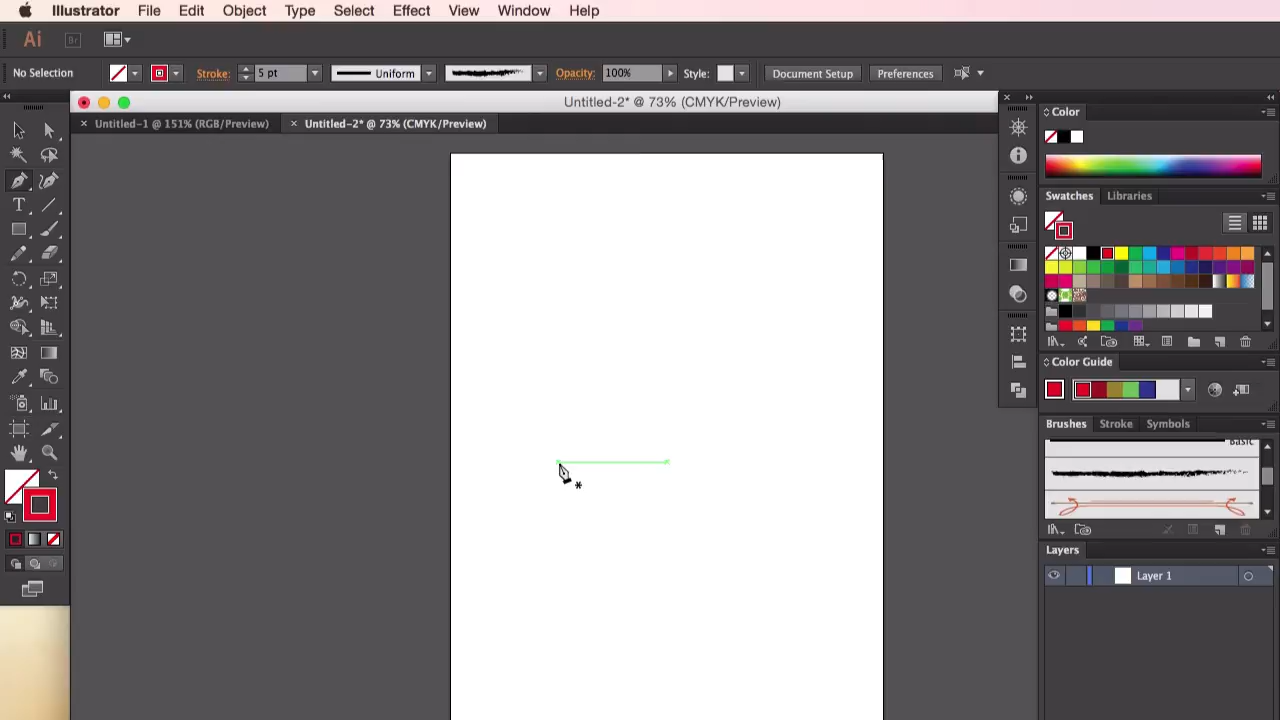 Illustrator File Edit Object Type Select Effect View Window Help
Ai Br
No Selection Stroke: 5 pt Uniform Opacity: 100% Style: Document Setup Preferences
Untitled-2* @ 73% (CMYK/Preview)
× Untitled-1 @ 151% (RGB/Preview) × Untitled-2* @ 73% (CMYK/Preview)
Color
Swatches Libraries
Color Guide
Brushes Stroke Symbols
Basic
Layers
Layer 1